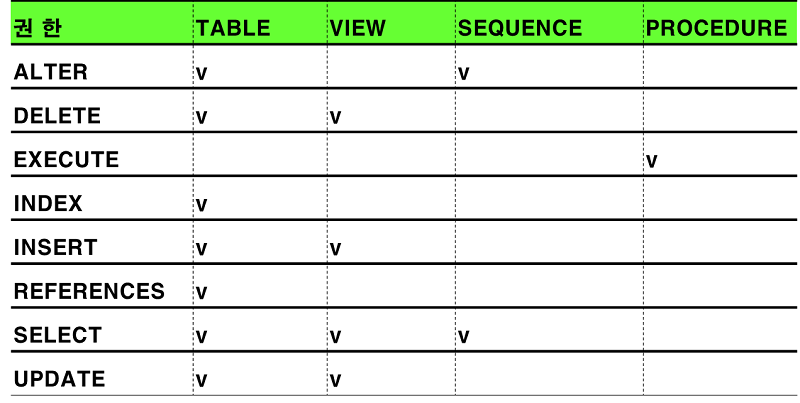 권 한 TABLE VIEW SEQUENCE PROCEDURE
ALTER v v
DELETE v v
EXECUTE v
INDEX v
INSERT v v
REFERENCES v
SELECT v v v
UPDATE v v